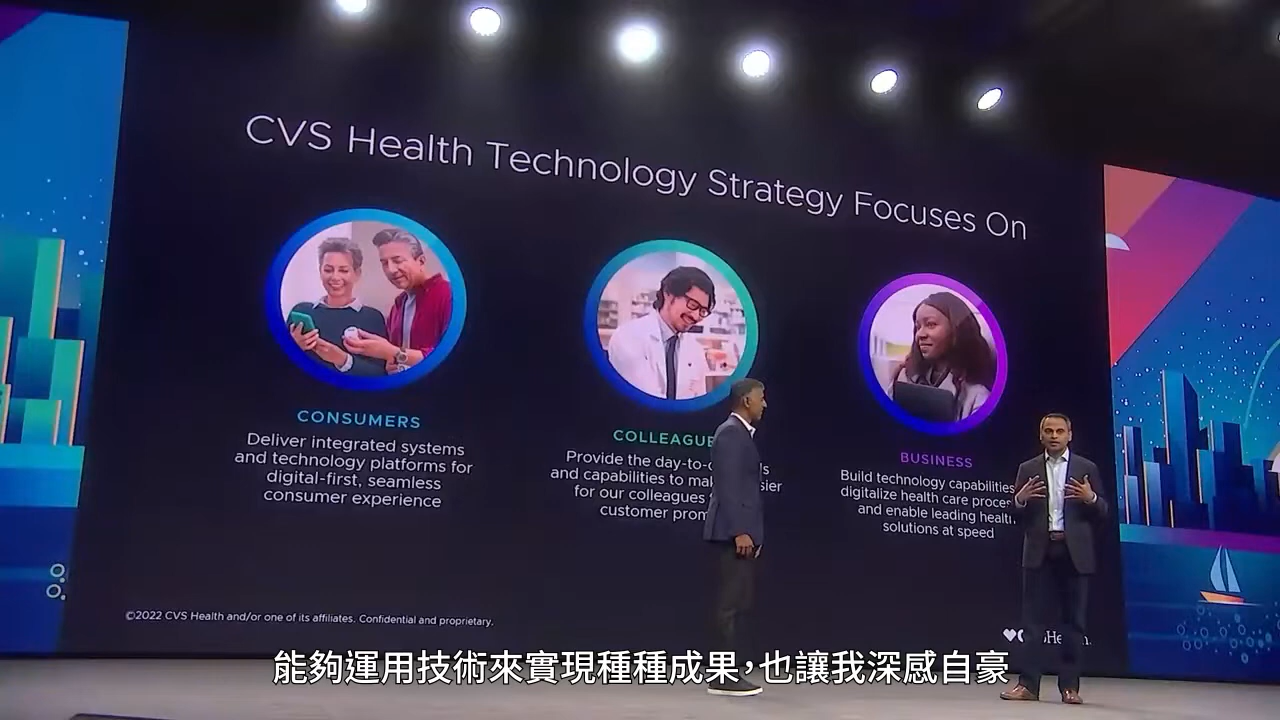 CVS Health Technology Strategy Focuses On
CONSUMERS
Deliver integrated systems
and technology platforms for
digital-first, seamless
consumer experience
Provide the day-to-
and capabilities to
for our colleagues
customer
BUSINESS
Build technology capabilities
digitalize health care
and enable leading health
solutions at speed
©2022 CVS Health and/or one of its affiliates. Confidential and proprietary.
能夠運用技術來實現種種成果，也讓我深感自豪